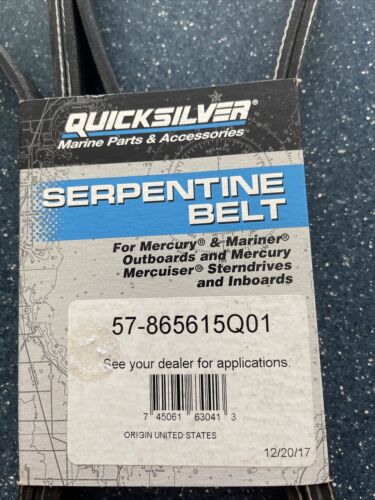 QUICKSILVER®
Marine Parts & Accessories
SERPENTINE
BELT
For Mercury® & Mariner®
Outboards and Mercury
Mercuiser® Sterndrives
and Inboards
57-865615Q01
See your dealer for applications.
7 45061 63041 3
ORIGIN UNITED STATES
12/20/17